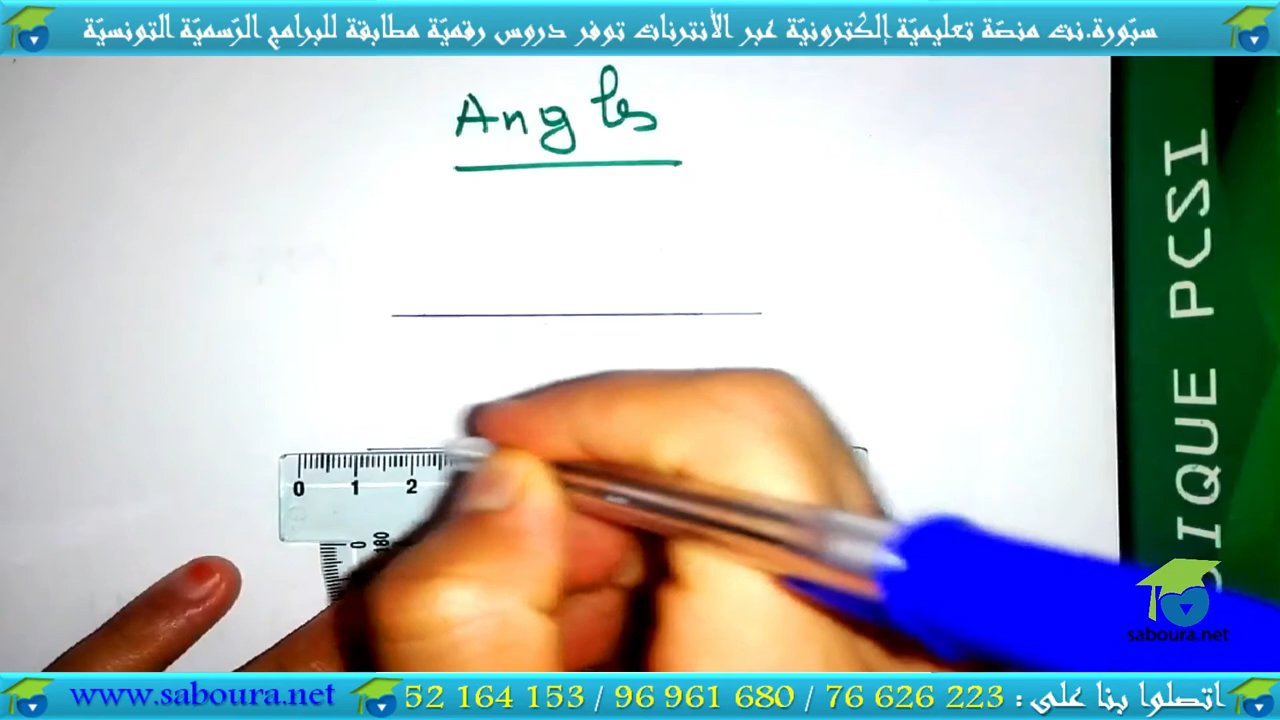 سبّورة.نت منصّة تعليميّة إلكترونيّة عبر الأنترنات توفر دروس رقميّة مطابقة للبرامج الرّسميّة التونسيّة
Angles
IQUE PCSI
0 1 2
0 180
saboura.net
www.saboura.net 52 164 153 / 96 961 680 / 76 626 223 : اتصلوا بنا على